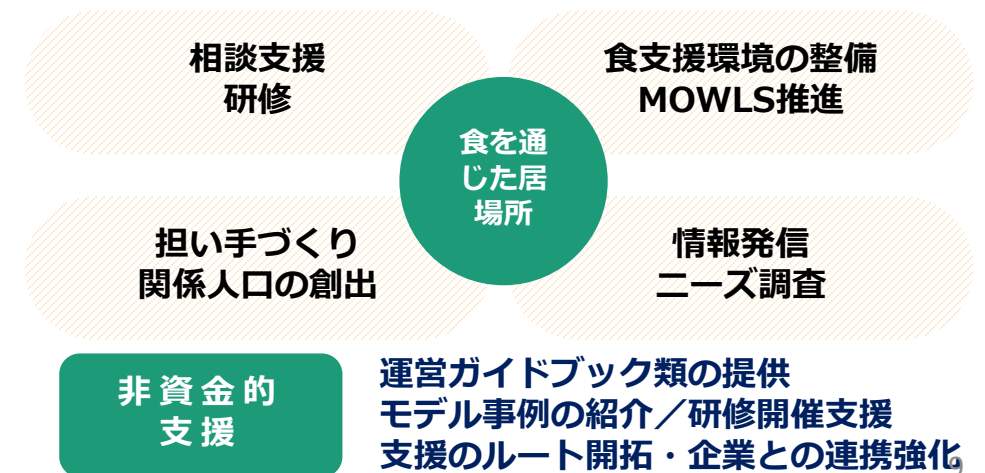 相談支援
研修
食支援環境の整備
MOWLS推進
食を通
じた居
場所
担い手づくり
関係人口の創出
情報発信
ニーズ調査
非資金的
支援
運営ガイドブック類の提供
モデル事例の紹介／研修開催支援
支援のルート開拓・企業との連携強化
9